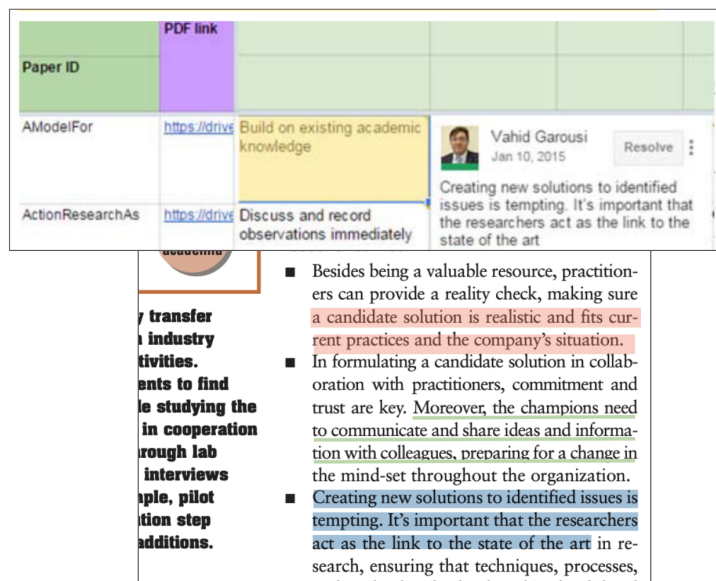 PDF link
Paper ID
AModelFor
https://drive
Build on existing academic
knowledge
Vahid Garousi
Jan 10, 2015
Resolve
Creating new solutions to identified
issues is tempting. It's important that
the researchers act as the link to the
state of the art
ActionResearchAs
https://drive
Discuss and record
observations immediately
academia
y transfer
industry
tivities.
ents to find
le studying the
in cooperation
rough lab
interviews
ple, pilot
tion step
additions.
■ Besides being a valuable resource, practition-
ers can provide a reality check, making sure
a candidate solution is realistic and fits cur-
rent practices and the company's situation.
■ In formulating a candidate solution in collab-
oration with practitioners, commitment and
trust are key. Moreover, the champions need
to communicate and share ideas and informa-
tion with colleagues, preparing for a change in
the mind-set throughout the organization.
■ Creating new solutions to identified issues is
tempting. It's important that the researchers
act as the link to the state of the art in re-
search, ensuring that techniques, processes,